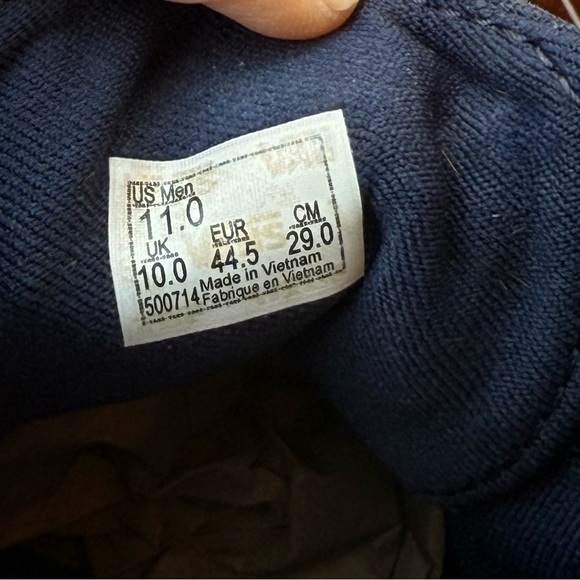 US Men
11.0
UK EUR CM
10.0 44.5 29.0
500714 Made in Vietnam
Fabrique en Vietnam